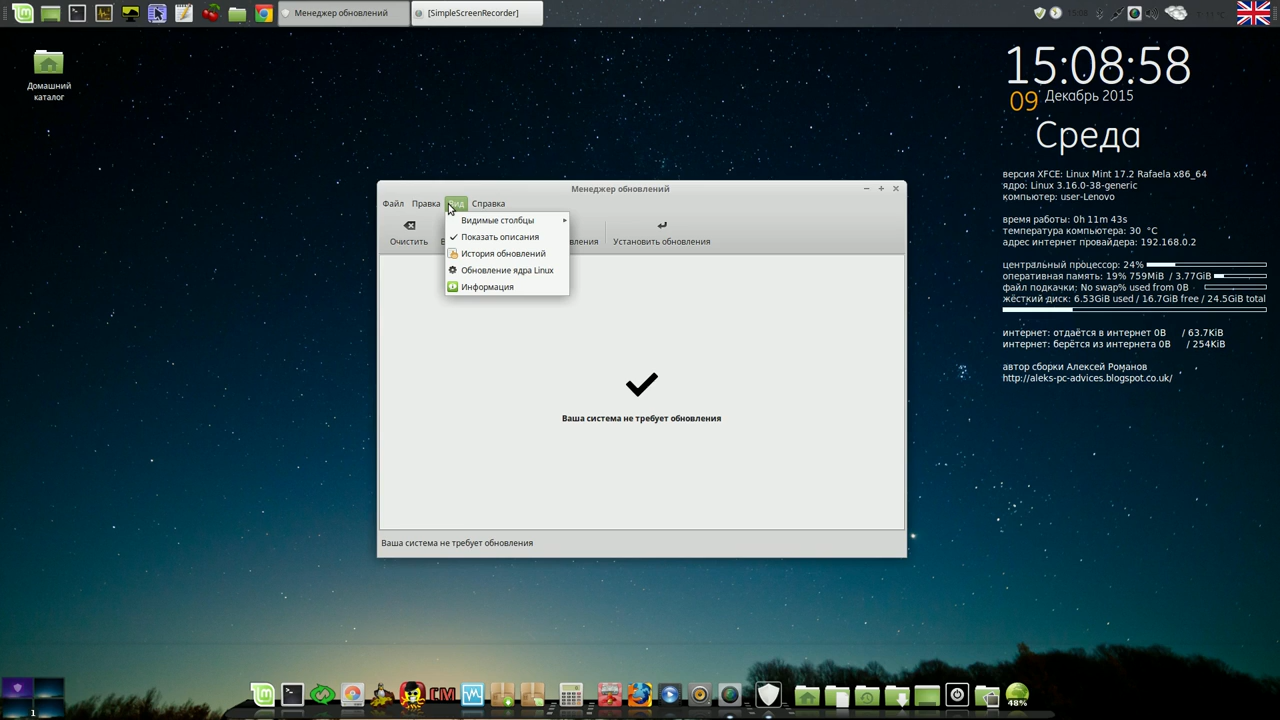 Менеджер обновлений
[SimpleScreenRecorder]
15:08
Домашний
каталог
15:08:58
09 Декабрь 2015
Среда
версия XFCE: Linux Mint 17.2 Rafaela x86_64
ядро: Linux 3.16.0-38-generic
компьютер: user-Lenovo
время работы: 0h 11m 43s
температура компьютера: 30 °C
адрес интернет провайдера: 192.168.0.2
центральный процессор: 24%
оперативная память: 19% 759MiB / 3.77GiB
файл подкачки: No swap% used from 0B
жёсткий диск: 6.53GiB used / 16.7GiB free / 24.5GiB total
интернет: отдаётся в интернет 0B / 63.7KiB
интернет: берётся из интернета 0B / 254KiB
автор сборки Алексей Романов
http://aleks-pc-advices.blogspot.co.uk/
Менеджер обновлений
Файл Правка Вид Справка
Очистить
Установить обновления
Видимые столбцы
Показать описания
История обновлений
Обновление ядра Linux
Информация
Ваша система не требует обновления
Ваша система не требует обновления
1
CM
48%